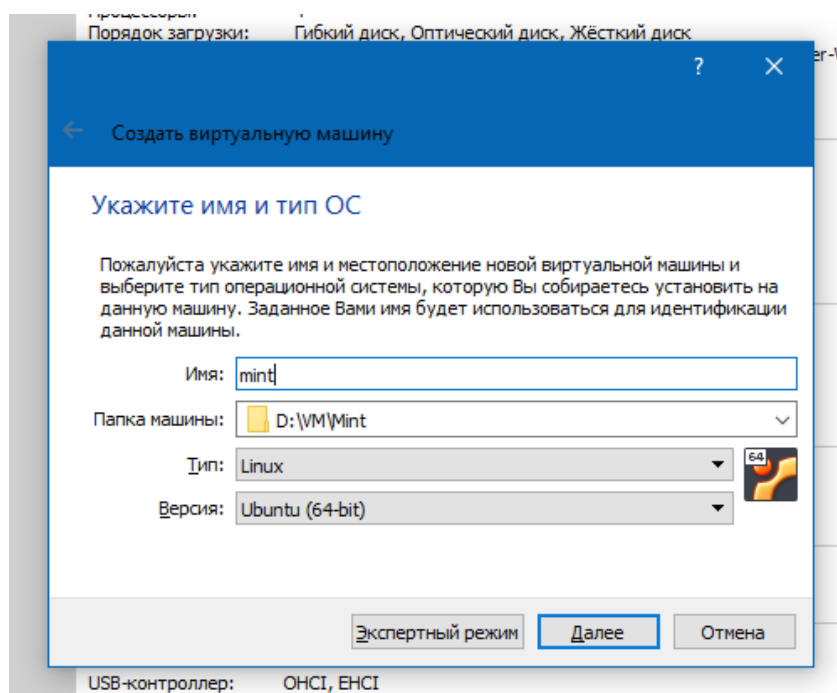 Порядок загрузки: Гибкий диск, Оптический диск, Жёсткий диск
?
Создать виртуальную машину
Укажите имя и тип ОС
Пожалуйста укажите имя и местоположение новой виртуальной машины и
выберите тип операционной системы, которую Вы собираетесь установить на
данную машину. Заданное Вами имя будет использоваться для идентификации
данной машины.
Имя: mint
Папка машины: D:\VM\Mint
Тип: Linux
64
Версия: Ubuntu (64-bit)
Экспертный режим Далее Отмена
USB-контроллер: OHCI, EHCI